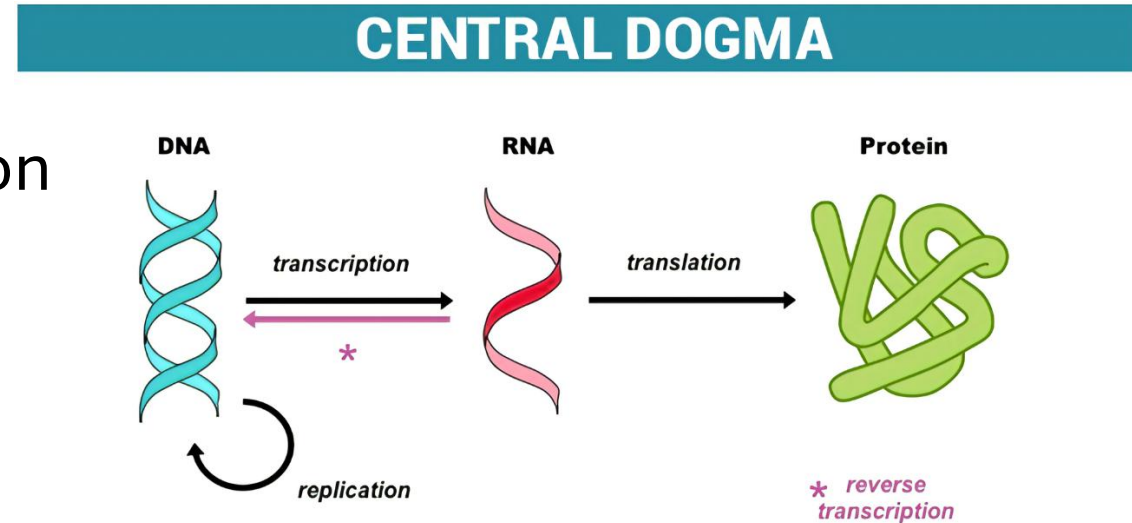 CENTRAL DOGMA
on
DNA
RNA
Protein
transcription
translation
*
replication
* reverse
transcription